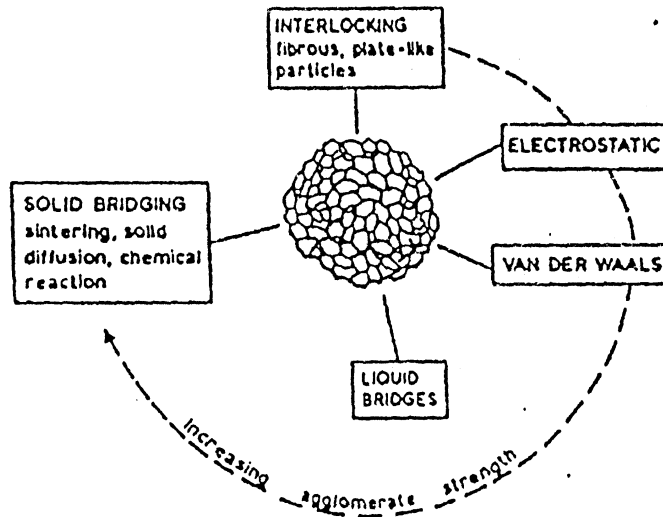 INTERLOCKING
fibrous, plate-like
particles
ELECTROSTATIC
SOLID BRIDGING
sintering, solid
diffusion, chemical
reaction
VAN DER WAALS
LIQUID
BRIDGES
Increasing agglomerate strength